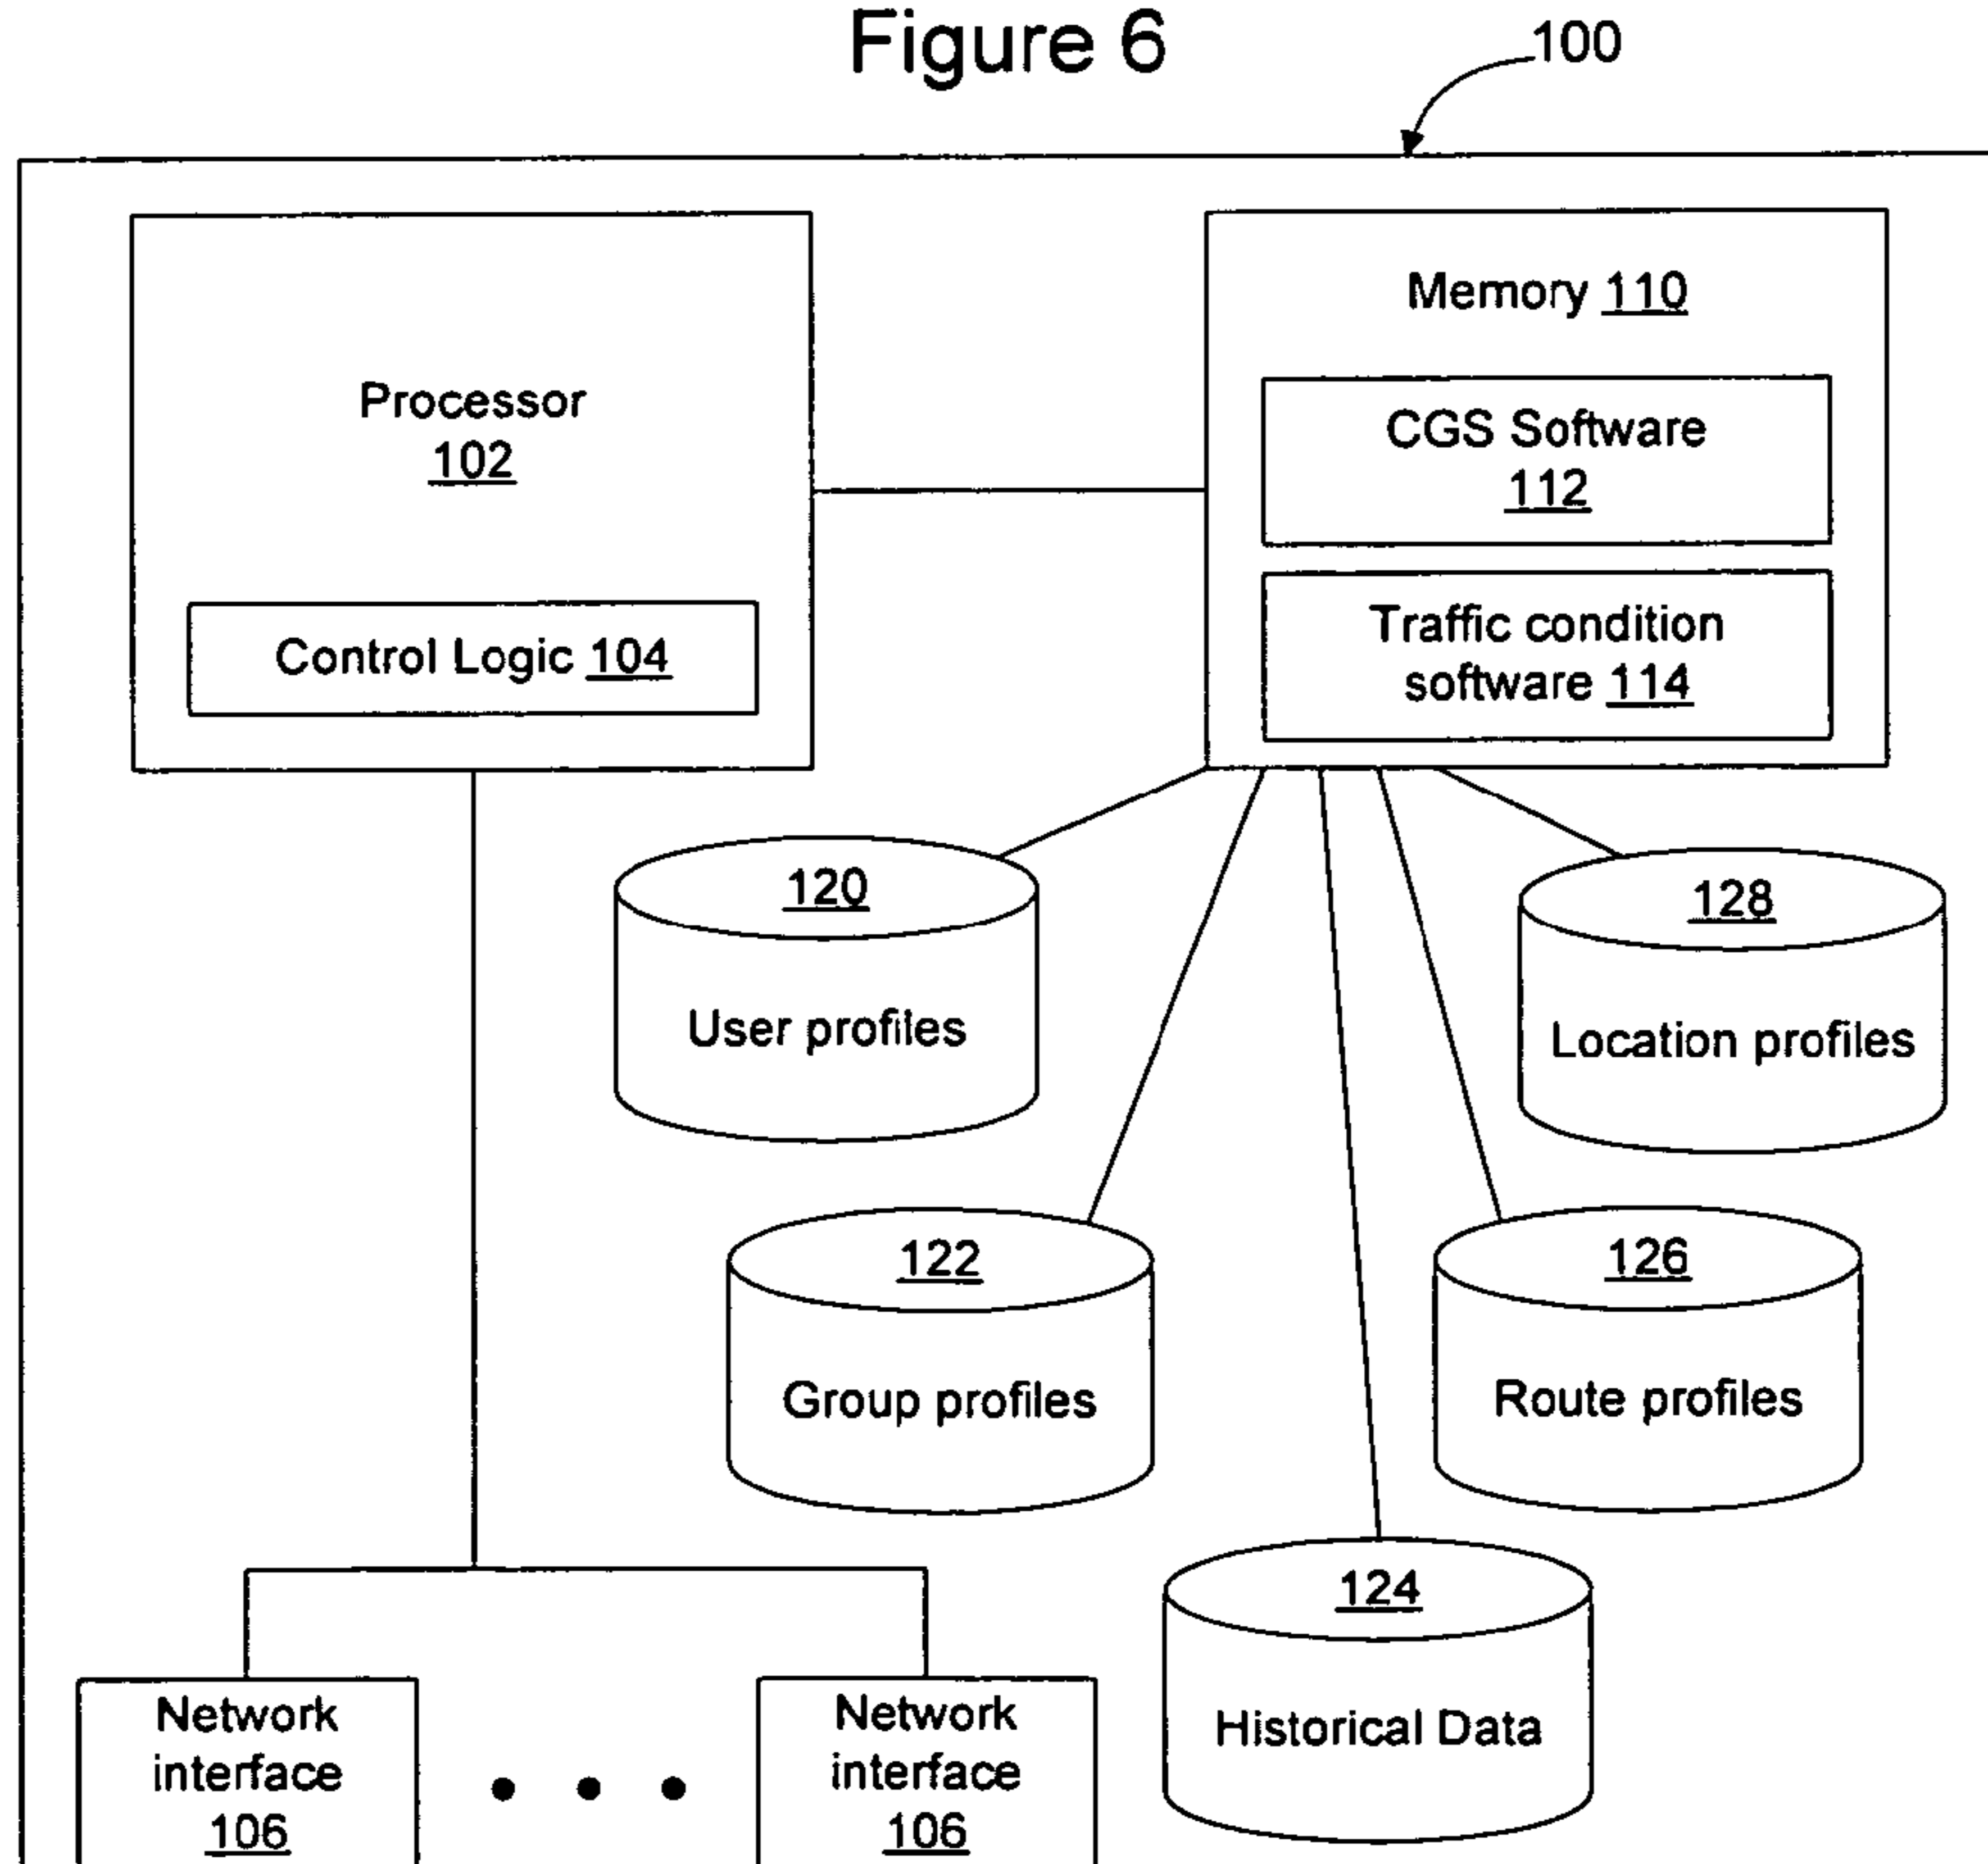 Figure 6
100
Processor
102
Control Logic 104
Memory 110
CGS Software
112
Traffic condition
software 114
120
User profiles
128
Location profiles
122
Group profiles
126
Route profiles
124
Historical Data
Network
interface
106
Network
interface
106